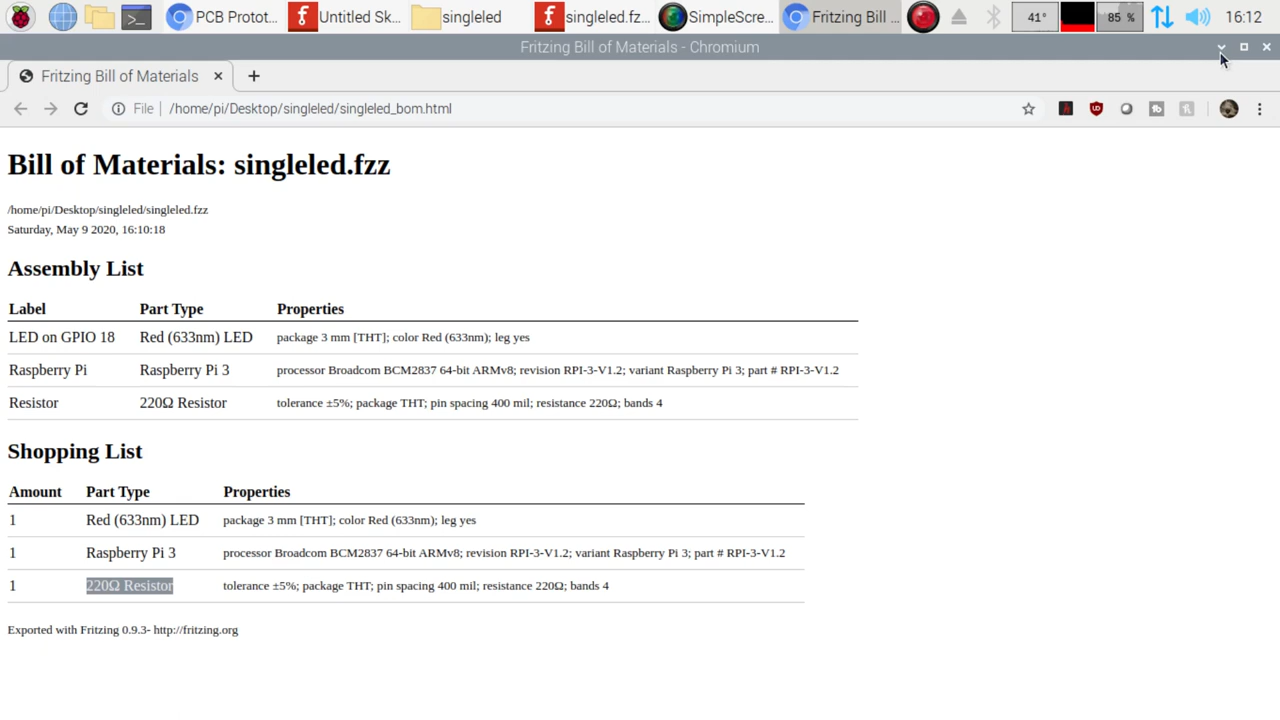 PCB Protot... Untitled Sk... singleled singleled.fz... SimpleScre... Fritzing Bill ... 41° 85 % 16:12
Fritzing Bill of Materials - Chromium
Fritzing Bill of Materials
File /home/pi/Desktop/singleled/singleled_bom.html
Bill of Materials: singleled.fzz
/home/pi/Desktop/singleled/singleled.fzz
Saturday, May 9 2020, 16:10:18
Assembly List
Label Part Type Properties
LED on GPIO 18 Red (633nm) LED package 3 mm [THT]; color Red (633nm); leg yes
Raspberry Pi Raspberry Pi 3 processor Broadcom BCM2837 64-bit ARMv8; revision RPI-3-V1.2; variant Raspberry Pi 3; part # RPI-3-V1.2
Resistor 220Ω Resistor tolerance ±5%; package THT; pin spacing 400 mil; resistance 220Ω; bands 4
Shopping List
Amount Part Type Properties
1 Red (633nm) LED package 3 mm [THT]; color Red (633nm); leg yes
1 Raspberry Pi 3 processor Broadcom BCM2837 64-bit ARMv8; revision RPI-3-V1.2; variant Raspberry Pi 3; part # RPI-3-V1.2
1 220Ω Resistor tolerance ±5%; package THT; pin spacing 400 mil; resistance 220Ω; bands 4
Exported with Fritzing 0.9.3- http://fritzing.org